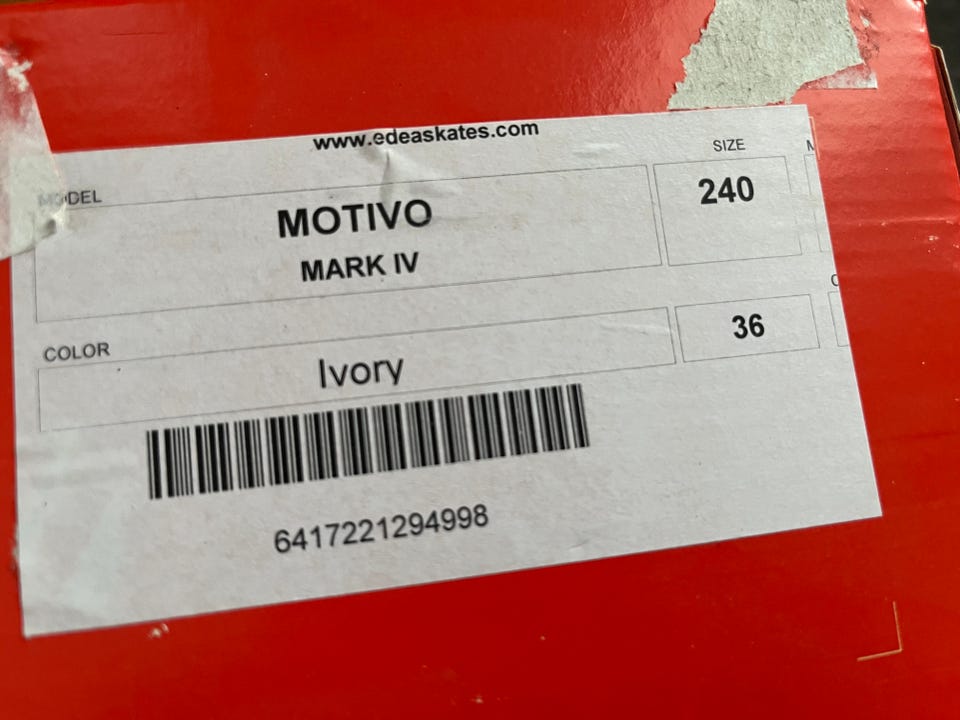 www.edeaskates.com
MODEL
SIZE
MOTIVO
240
MARK IV
COLOR
36
Ivory
6417221294998